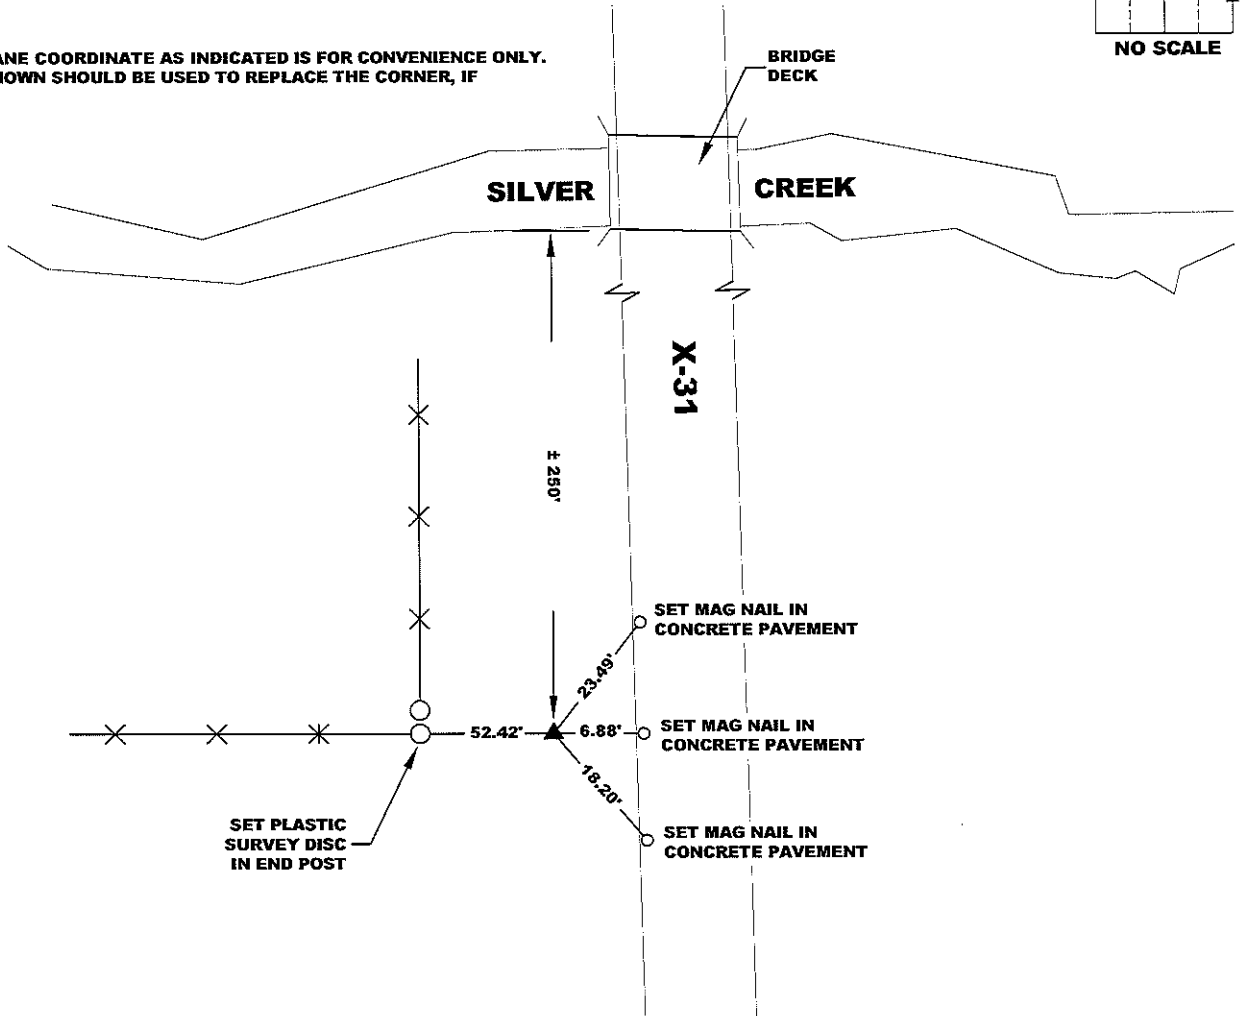 ANE COORDINATE AS INDICATED IS FOR CONVENIENCE ONLY.
HOWN SHOULD BE USED TO REPLACE THE CORNER, IF
NO SCALE
BRIDGE
DECK
SILVER
CREEK
X-31
± 250'
SET MAG NAIL IN
CONCRETE PAVEMENT
23.49'
52.42'
6.88'
SET MAG NAIL IN
CONCRETE PAVEMENT
18.20'
SET PLASTIC
SURVEY DISC
IN END POST
SET MAG NAIL IN
CONCRETE PAVEMENT